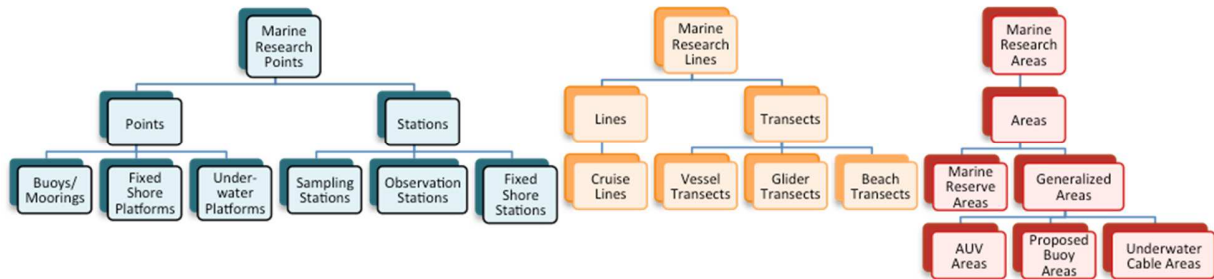 Marine
Research
Points
Points
Stations
Buoys/
Moorings
Fixed
Shore
Platforms
Under-
water
Platforms
Sampling
Stations
Observation
Stations
Fixed
Shore
Stations
Marine
Research
Lines
Lines
Transects
Cruise
Lines
Vessel
Transects
Glider
Transects
Beach
Transects
Marine
Research
Areas
Areas
Marine
Reserve
Areas
Generalized
Areas
AUV
Areas
Proposed
Buoy
Areas
Underwater
Cable Areas